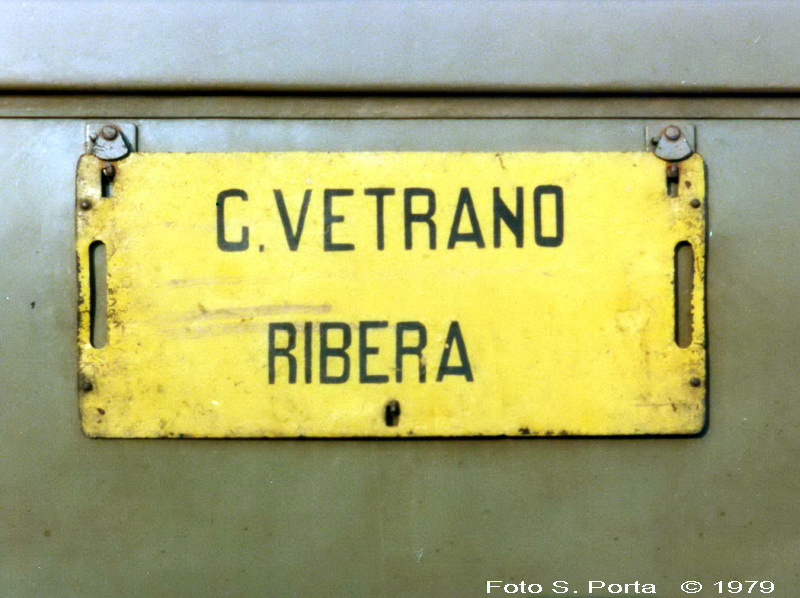 C.VETRANO
RIBERA
Foto S. Porta © 1979